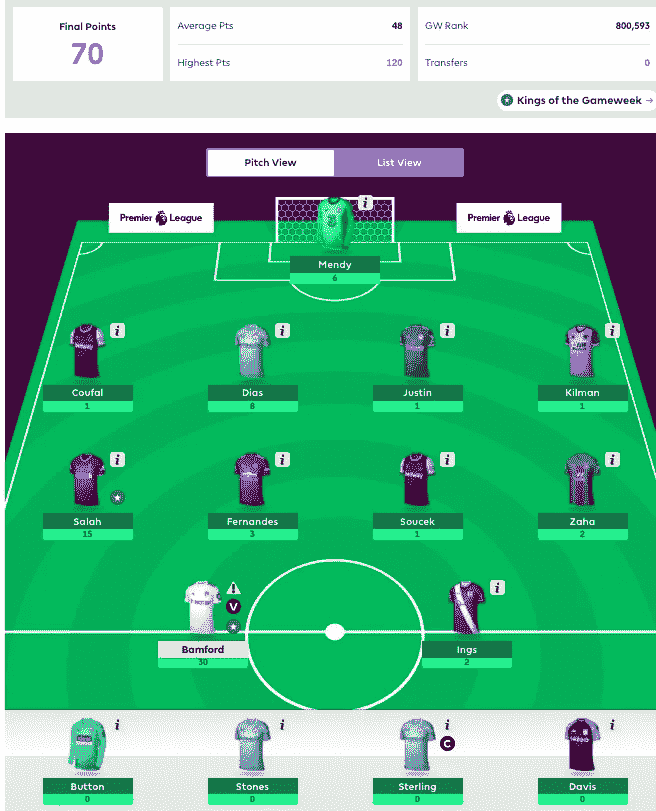 Final Points
70
Average Pts 48
Highest Pts 120
GW Rank 800,593
Transfers 0
Kings of the Gameweek →
Pitch View List View
Premier League Premier League
i
Mendy
6
i i i i
Coufal Dias Justin Kilman
1 8 1 1
i i i i
Salah Fernandes Soucek Zaha
15 3 1 2
! i
V
Bamford Ings
30 2
i i i i
C
Button Stones Sterling Davis
0 0 0 0